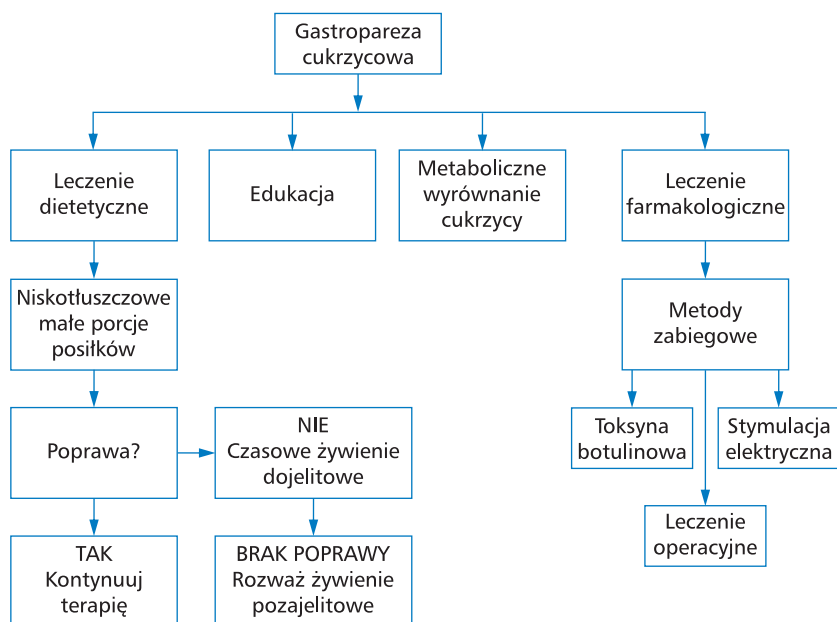 Gastropareza
cukrzycowa
Leczenie
dietetyczne
Edukacja
Metaboliczne
wyrównanie
cukrzycy
Leczenie
farmakologiczne
Niskotłuszczowe
małe porcje
posiłków
Metody
zabiegowe
Poprawa?
NIE
Czasowe żywienie
dojelitowe
Toksyna
botulinowa
Stymulacja
elektryczna
Leczenie
operacyjne
TAK
Kontynuuj
terapię
BRAK POPRAWY
Rozważ żywienie
pozajelitowe